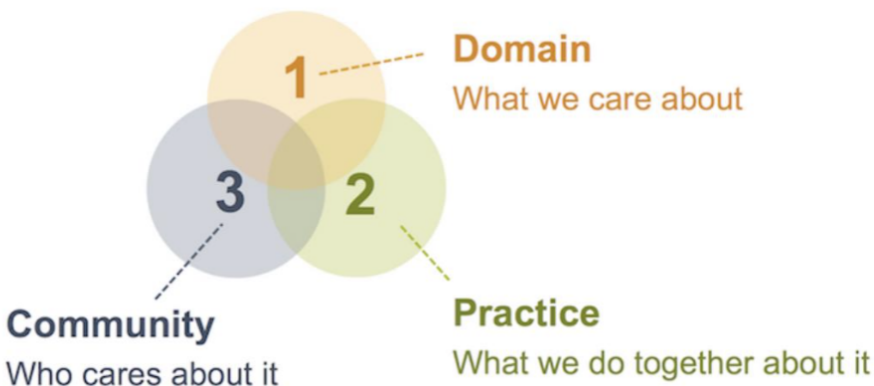 1
Domain
What we care about
3
2
Community
Who cares about it
Practice
What we do together about it